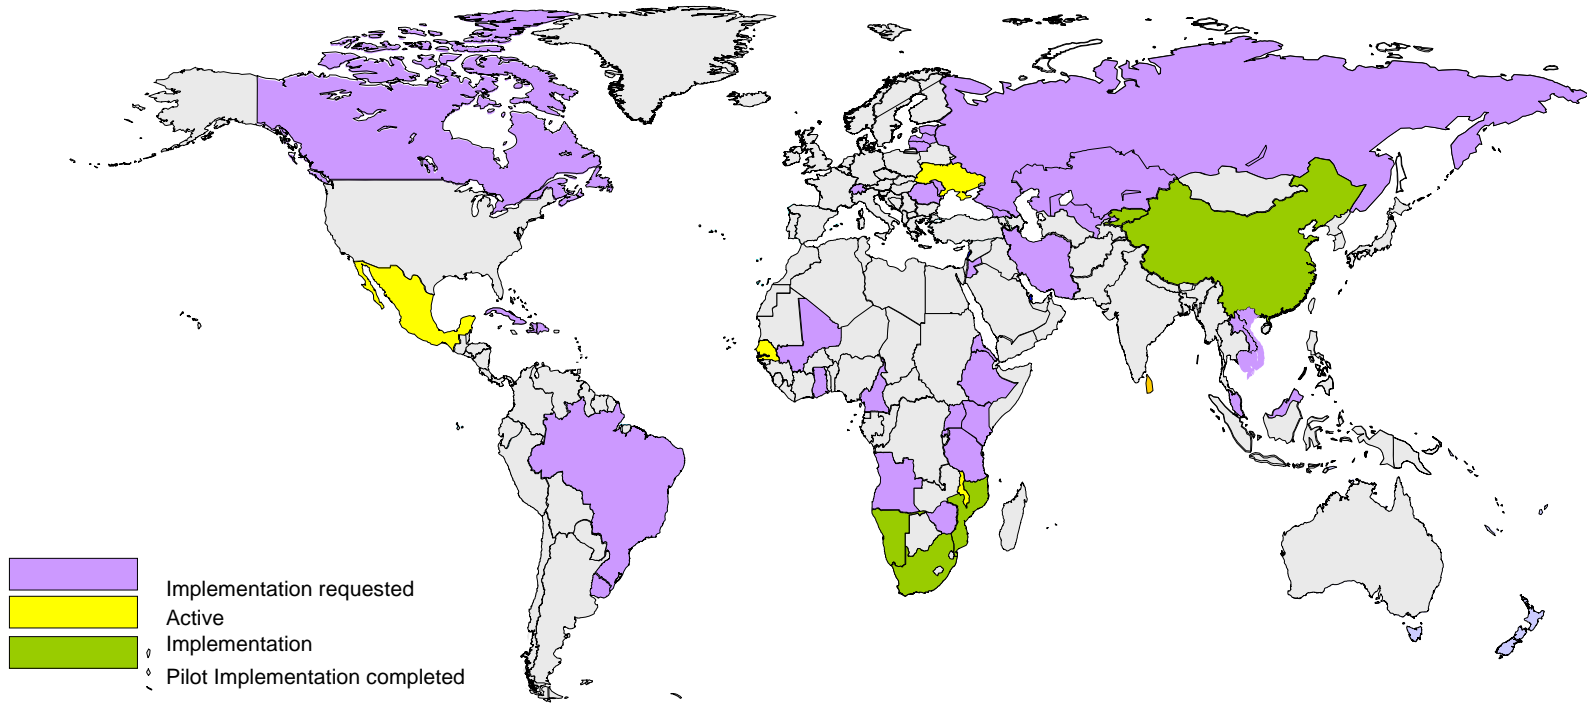 Implementation requested
Active
Implementation
Pilot Implementation completed